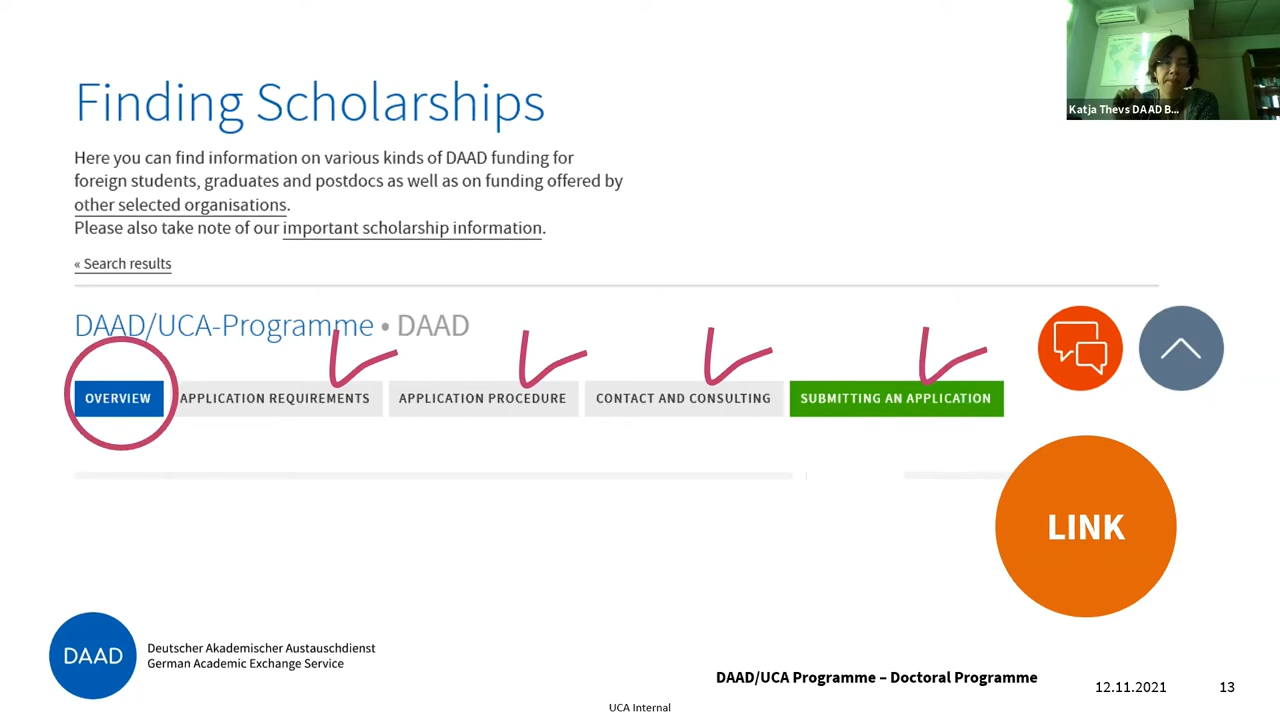 Katja Thevs DAAD B...
Finding Scholarships
Here you can find information on various kinds of DAAD funding for
foreign students, graduates and postdocs as well as on funding offered by
other selected organisations.
Please also take note of our important scholarship information.
« Search results
DAAD/UCA-Programme • DAAD
OVERVIEW
APPLICATION REQUIREMENTS
APPLICATION PROCEDURE
CONTACT AND CONSULTING
SUBMITTING AN APPLICATION
LINK
DAAD
Deutscher Akademischer Austauschdienst
German Academic Exchange Service
DAAD/UCA Programme – Doctoral Programme
12.11.2021
13
UCA Internal